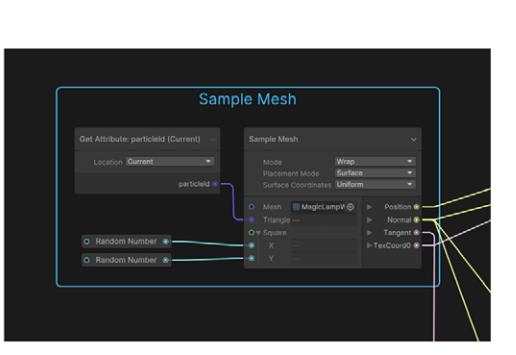 Sample Mesh
Get Attribute: particleId (Current)
Location Current
particleId
Random Number
Random Number
Sample Mesh
Mode Wrap
Placement Mode Surface
Surface Coordinates Uniform
Mesh MagicLampW Position
Triangle Normal
Square Tangent
X TexCoord0
Y